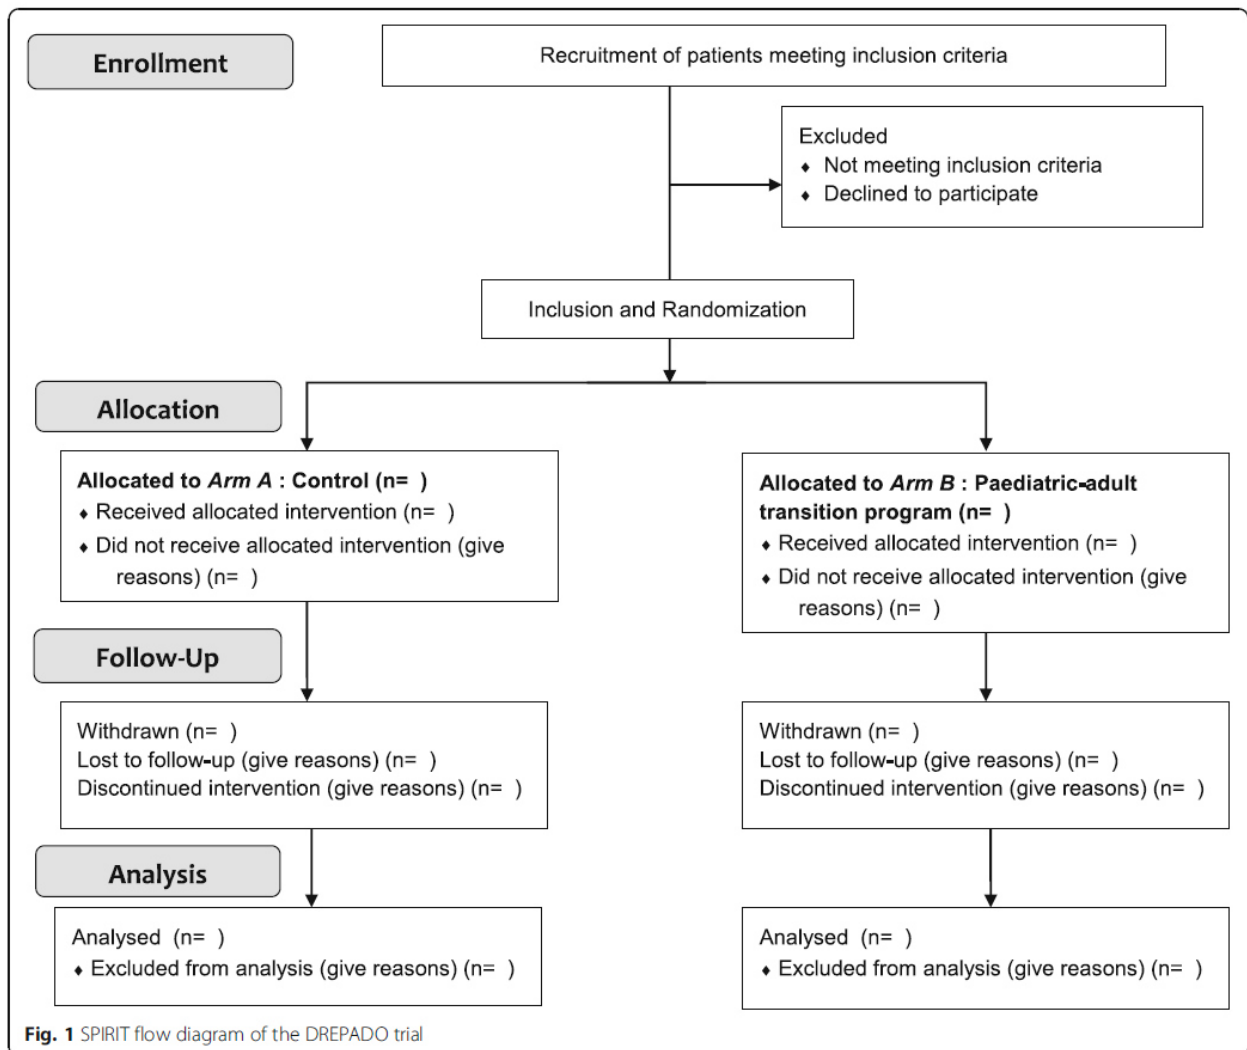 Enrollment
Recruitment of patients meeting inclusion criteria
Excluded
♦ Not meeting inclusion criteria
♦ Declined to participate
Inclusion and Randomization
Allocation
Allocated to Arm A : Control (n=  )
♦ Received allocated intervention (n=  )
♦ Did not receive allocated intervention (give
reasons) (n=  )
Allocated to Arm B : Paediatric-adult
transition program (n=  )
♦ Received allocated intervention (n=  )
♦ Did not receive allocated intervention (give
reasons) (n=  )
Follow-Up
Withdrawn (n=  )
Lost to follow-up (give reasons) (n=  )
Discontinued intervention (give reasons) (n=  )
Withdrawn (n=  )
Lost to follow-up (give reasons) (n=  )
Discontinued intervention (give reasons) (n=  )
Analysis
Analysed  (n=  )
♦ Excluded from analysis (give reasons) (n=  )
Analysed  (n=  )
♦ Excluded from analysis (give reasons) (n=  )
Fig. 1 SPIRIT flow diagram of the DREPADO trial